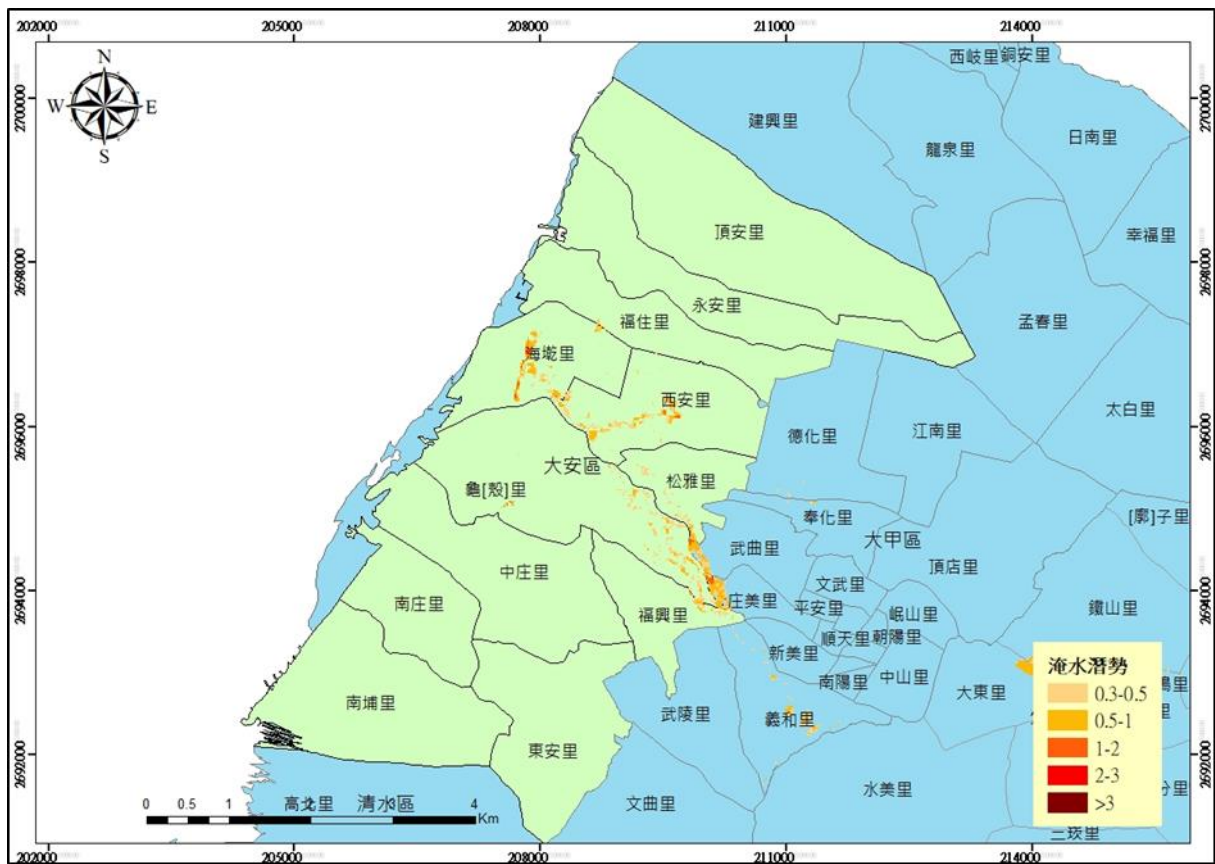 202000
205000
208000
211000
214000
N
W
E
S
2700000
2700000
西岐里
銅安里
建興里
日南里
龍泉里
頂安里
幸福里
2698000
2698000
永安里
福住里
孟春里
海墘里
西安里
太白里
2696000
2696000
德化里
江南里
大安區
松雅里
龜[殼]里
奉化里
[廓]子里
武曲里
大甲區
中庄里
頂店里
文武里
2694000
2694000
南庄里
庄美里
平安里
岷山里
鐵山里
福興里
順天里
朝陽里
新美里
南陽里
中山里
大東里
南埔里
武陵里
義和里
東安里
2692000
2692000
水美里
文曲里
高北里
清水區
三崁里
分里
淹水潛勢
0.3-0.5
0.5-1
1-2
2-3
>3
0
0.5
1
2
3
4
Km
202000
205000
208000
211000
214000